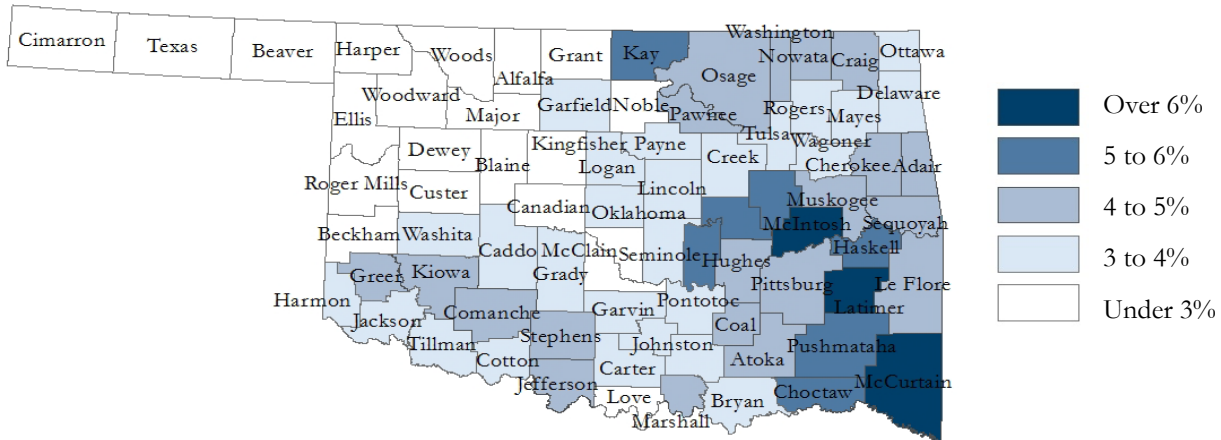 Cimarron
Texas
Beaver
Harper
Woods
Alfalfa
Grant
Kay
Washington
Nowata
Craig
Ottawa
Osage
Delaware
Ellis
Woodward
Major
Garfield
Noble
Pawnee
Rogers
Mayes
Tulsa
Wagoner
Dewey
Blaine
Kingfisher
Payne
Logan
Creek
Cherokee
Adair
Roger Mills
Custer
Canadian
Oklahoma
Lincoln
Muskogee
Sequoyah
McIntosh
Beckham
Washita
Caddo
McClain
Grady
Seminole
Hughes
Haskell
Greer
Kiowa
Pittsburg
Le Flore
Latimer
Harmon
Jackson
Comanche
Garvin
Pontotoc
Coal
Tillman
Stephens
Johnston
Atoka
Pushmataha
Cotton
Carter
Jefferson
Love
Marshall
Bryan
Choctaw
McCurtain
Over 6%
5 to 6%
4 to 5%
3 to 4%
Under 3%